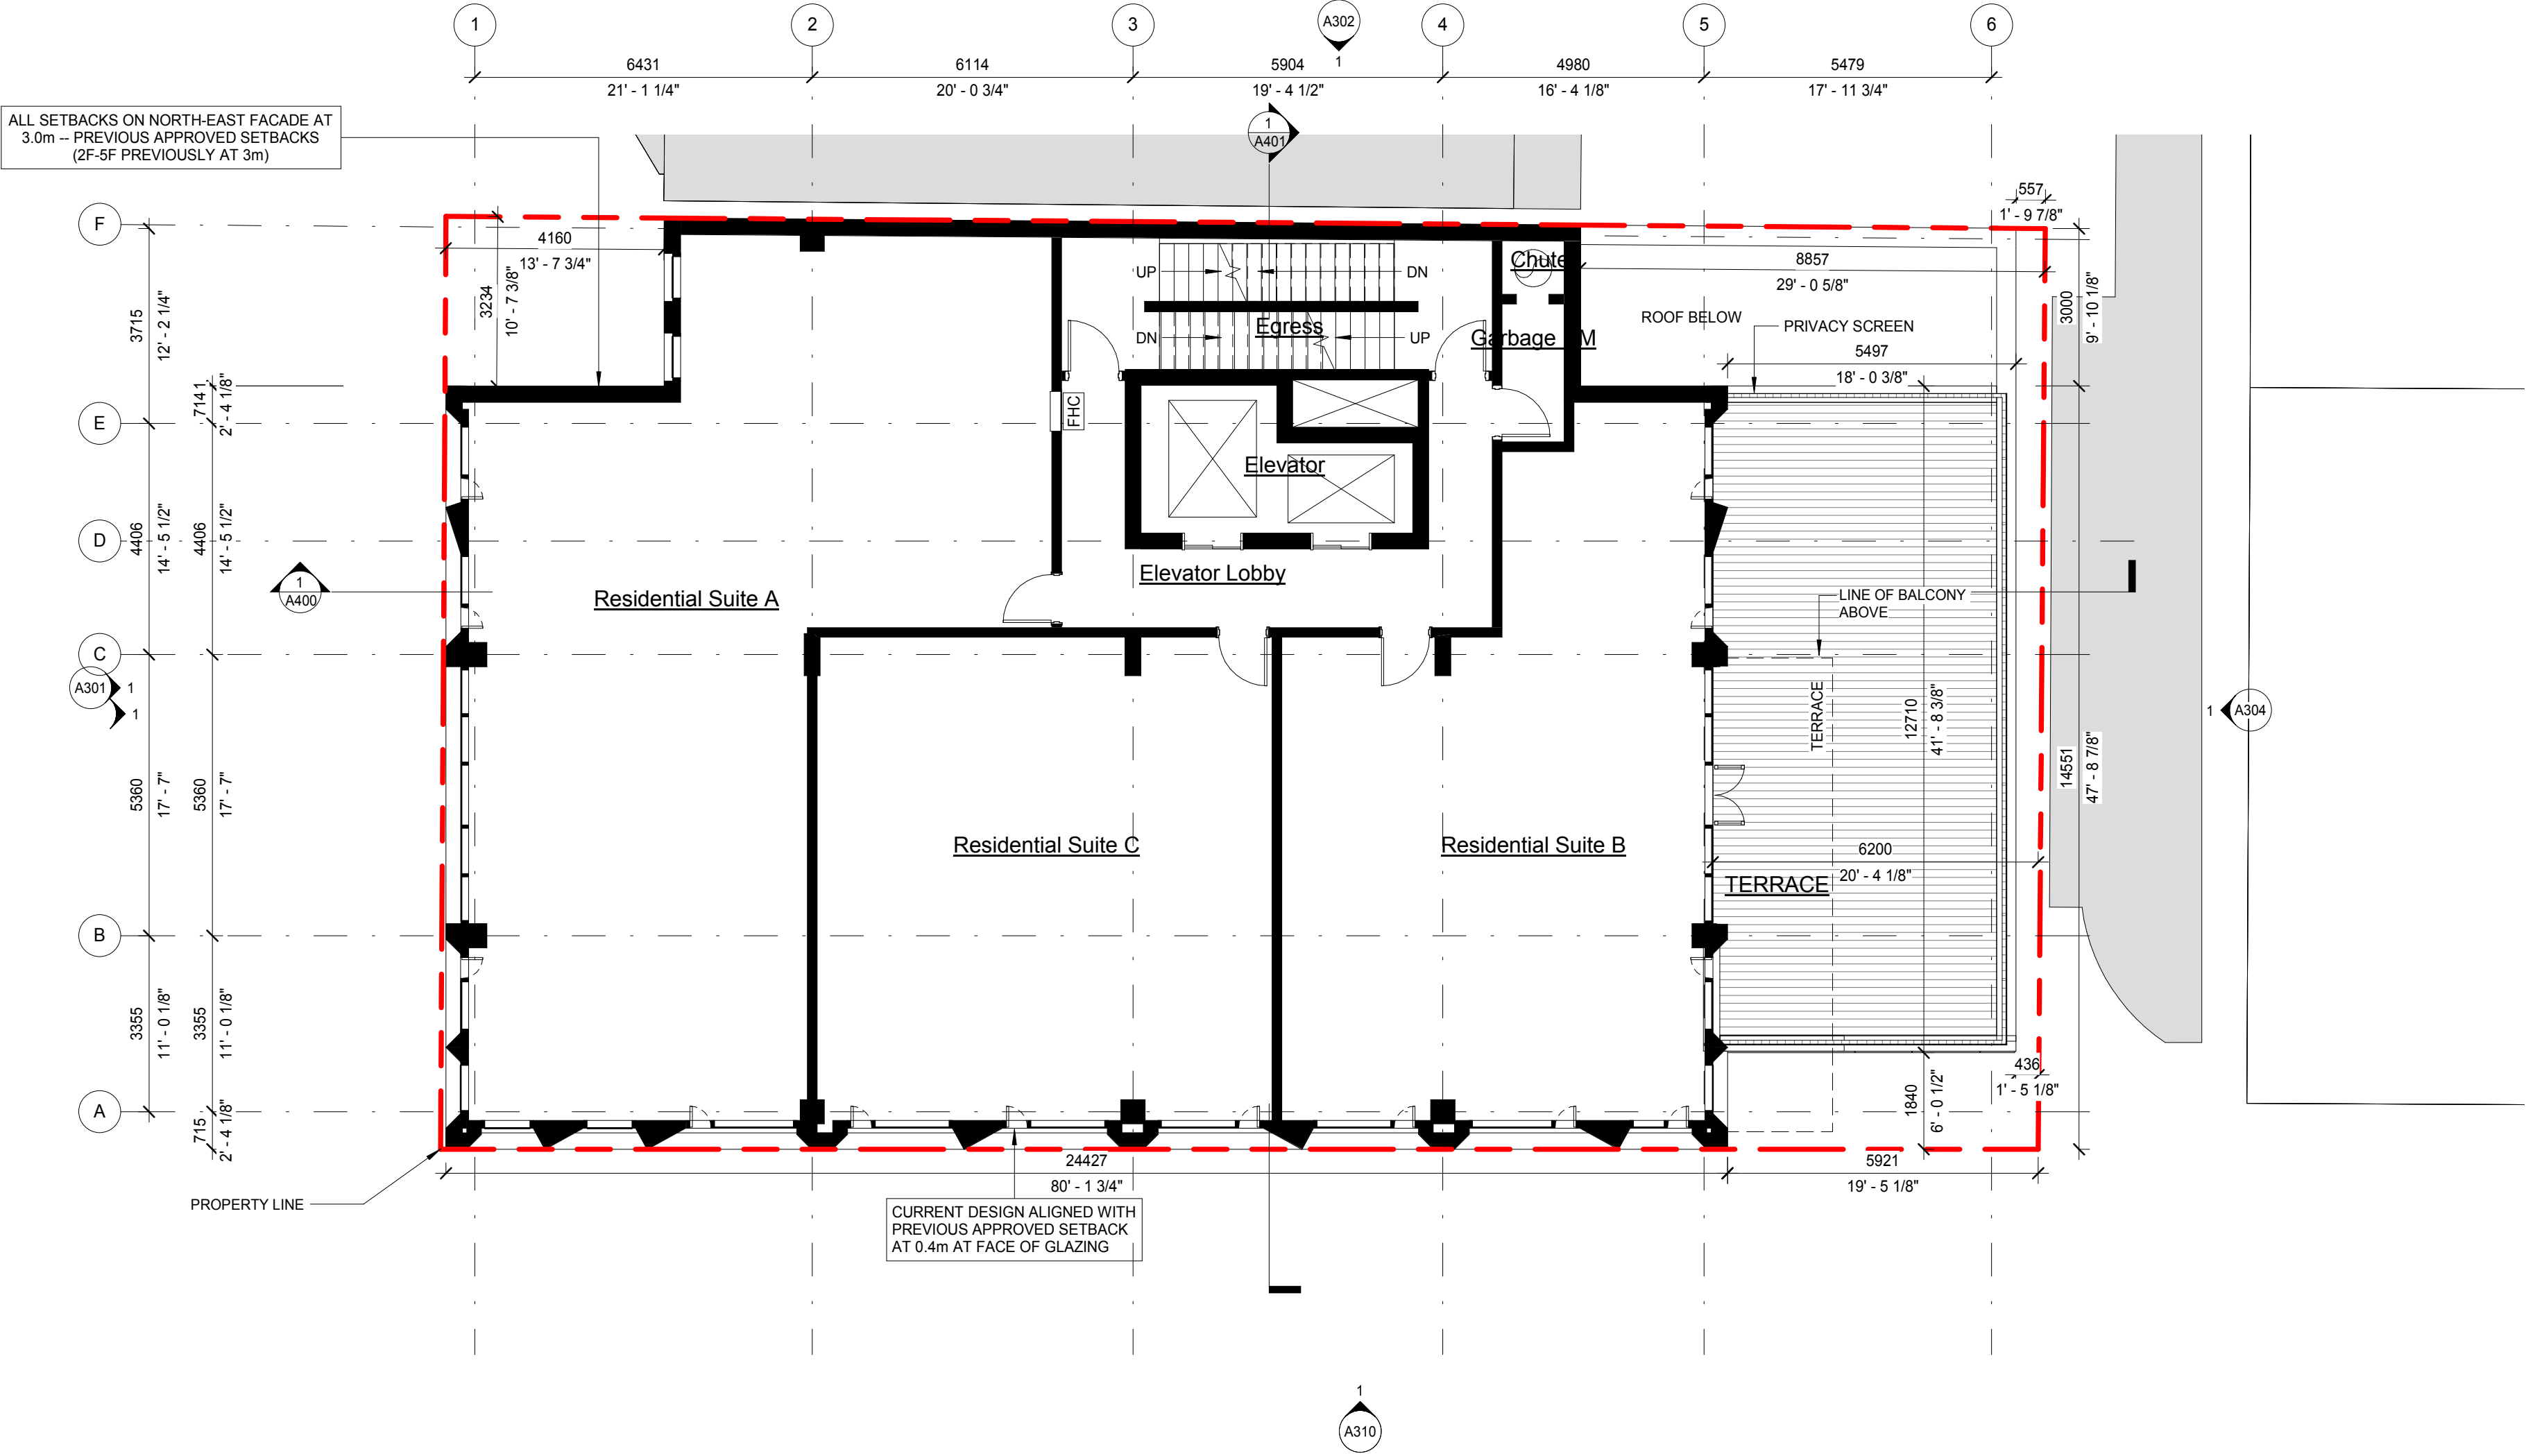 1
2
3
A302
1
4
5
6
6431
21' - 1 1/4"
6114
20' - 0 3/4"
5904
19' - 4 1/2"
4980
16' - 4 1/8"
5479
17' - 11 3/4"
ALL SETBACKS ON NORTH-EAST FACADE AT
3.0m -- PREVIOUS APPROVED SETBACKS
(2F-5F PREVIOUSLY AT 3m)
1
A401
557
1' - 9 7/8"
F
4160
13' - 7 3/4"
3234
10' - 7 3/8"
UP
DN
DN
UP
Egress
Chute
Garbage RM
8857
29' - 0 5/8"
ROOF BELOW
PRIVACY SCREEN
5497
18' - 0 3/8"
3000
9' - 10 1/8"
3715
12' - 2 1/4"
7141
2' - 4 1/8"
E
FHC
Elevator
4406
14' - 5 1/2"
4406
14' - 5 1/2"
D
Elevator Lobby
1
A400
Residential Suite A
LINE OF BALCONY
ABOVE
C
A301
1
1
TERRACE
12710
41' - 8 3/8"
1
A304
5360
17' - 7"
5360
17' - 7"
14551
47' - 8 7/8"
Residential Suite C
Residential Suite B
6200
20' - 4 1/8"
TERRACE
B
3355
11' - 0 1/8"
3355
11' - 0 1/8"
436
1' - 5 1/8"
1840
6' - 0 1/2"
A
715
2' - 4 1/8"
24427
80' - 1 3/4"
5921
19' - 5 1/8"
PROPERTY LINE
CURRENT DESIGN ALIGNED WITH
PREVIOUS APPROVED SETBACK
AT 0.4m AT FACE OF GLAZING
1
A310